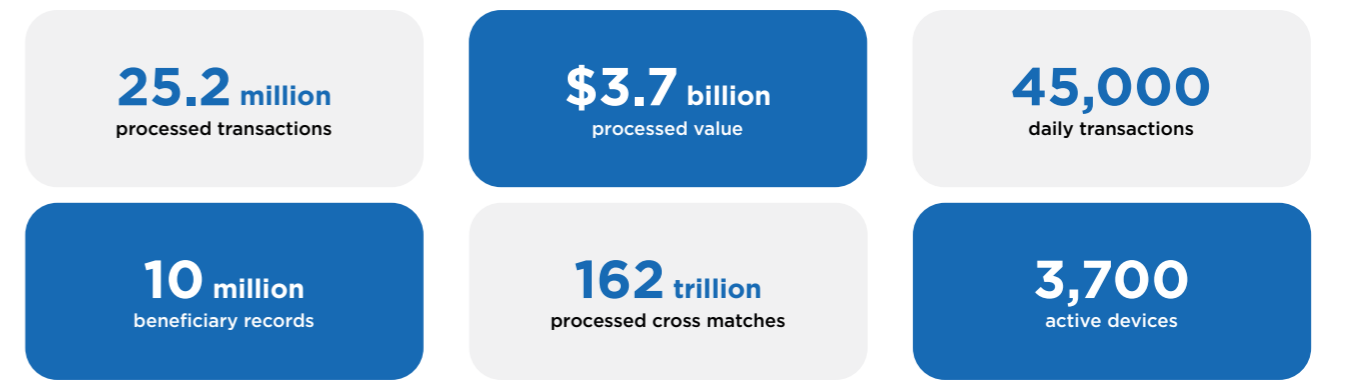 25.2 million
processed transactions
$3.7 billion
processed value
45,000
daily transactions
10 million
beneficiary records
162 trillion
processed cross matches
3,700
active devices